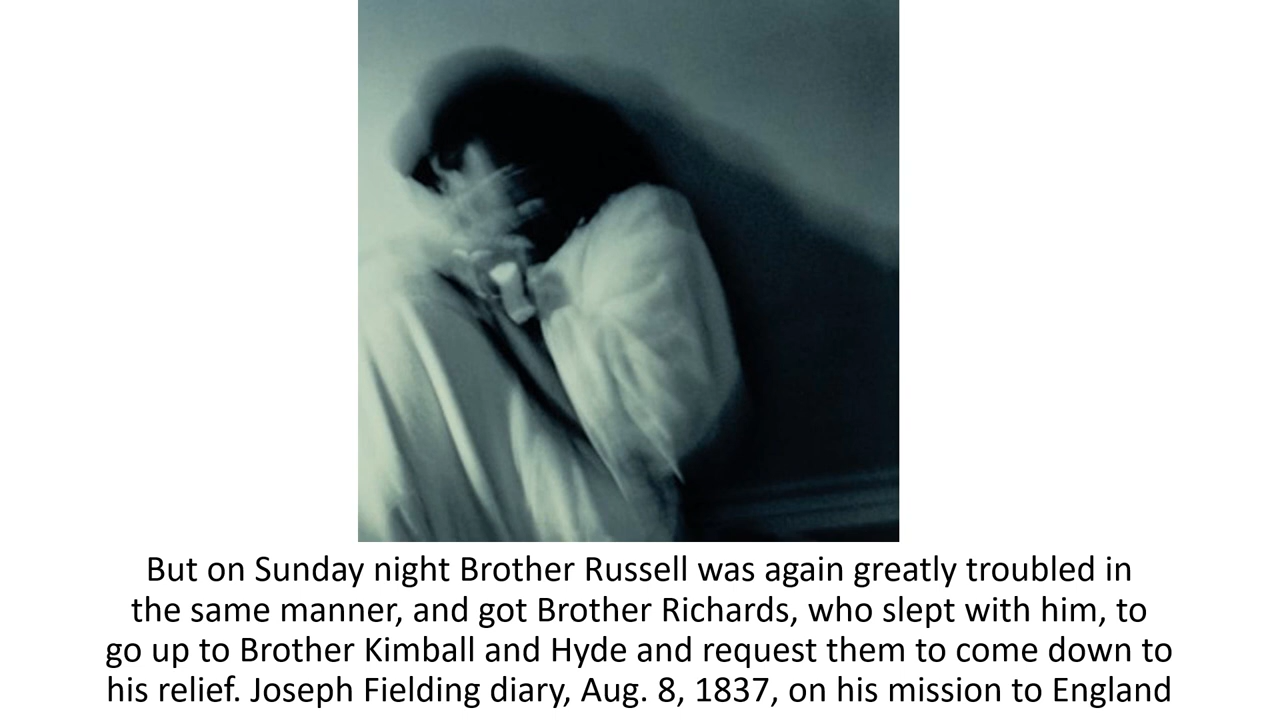 But on Sunday night Brother Russell was again greatly troubled in
the same manner, and got Brother Richards, who slept with him, to
go up to Brother Kimball and Hyde and request them to come down to
his relief. Joseph Fielding diary, Aug. 8, 1837, on his mission to England